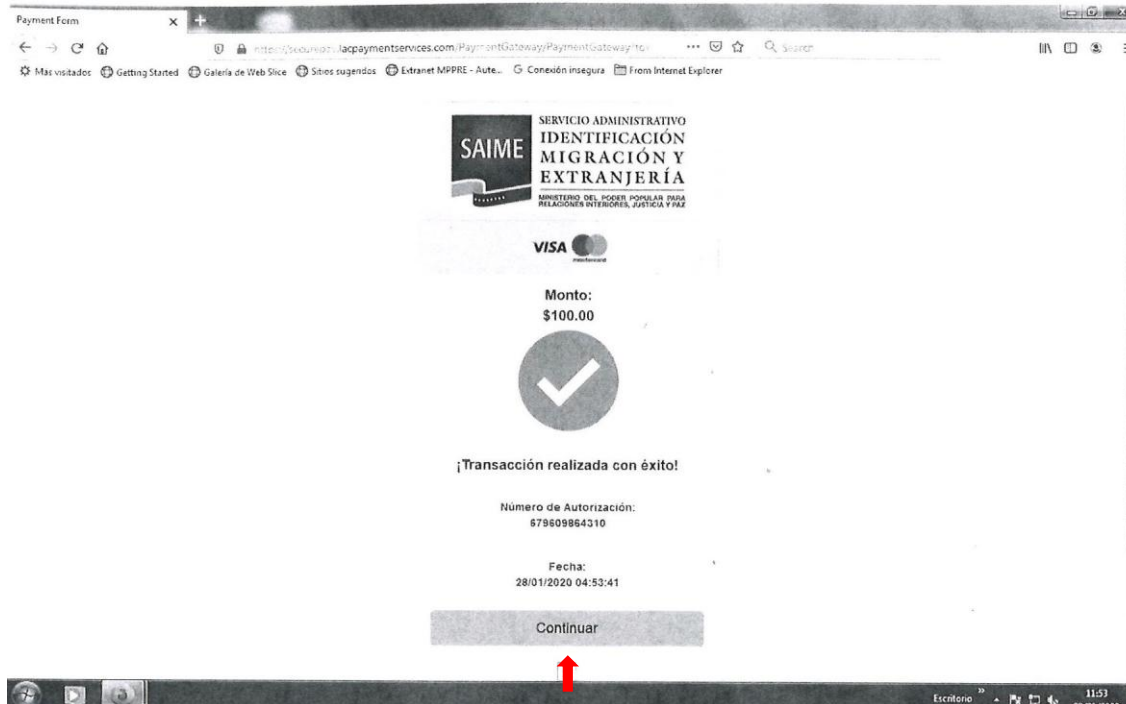 Payment Form
lacpaymentservices.com/PaymentGateway/PaymentGateway
Search
Mas visitados Getting Started Galería de Web Slice Sitios sugeridos Extranet MPPRE - Aute... Conexión insegura From Internet Explorer
SAIME
SERVICIO ADMINISTRATIVO
IDENTIFICACIÓN
MIGRACIÓN Y
EXTRANJERÍA
MINISTERIO DEL PODER POPULAR PARA
RELACIONES INTERIORES, JUSTICIA Y PAZ
VISA
mastercard
Monto:
$100.00
¡Transacción realizada con éxito!
Número de Autorización:
679609864310
Fecha:
28/01/2020 04:53:41
Continuar
Escritorio
11:53